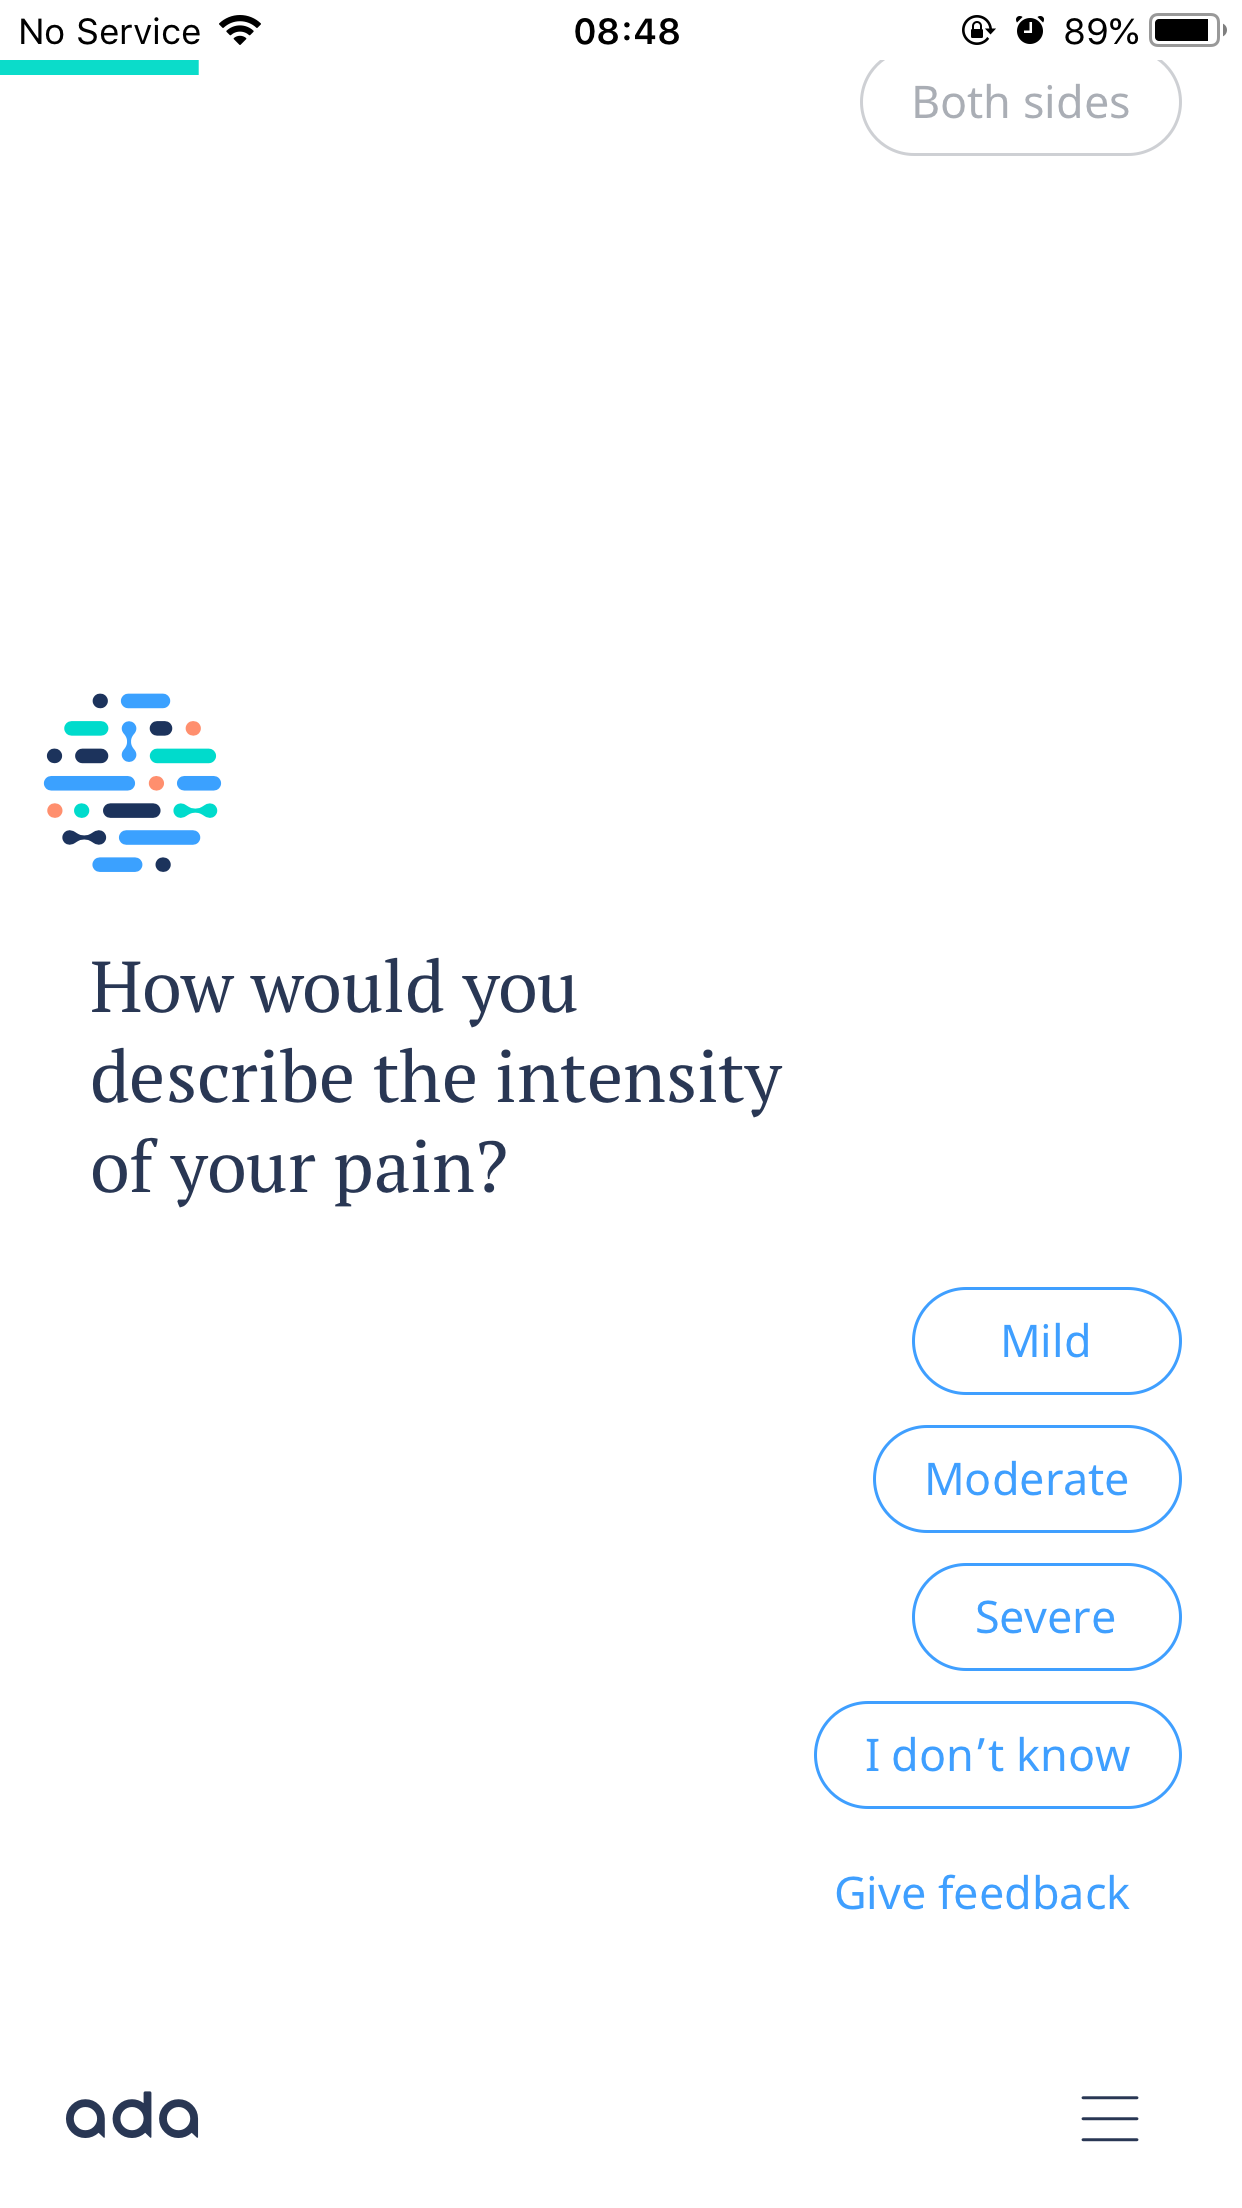 No Service 08:48 89%
Both sides
How would you
describe the intensity
of your pain?
Mild
Moderate
Severe
I don’t know
Give feedback
ada